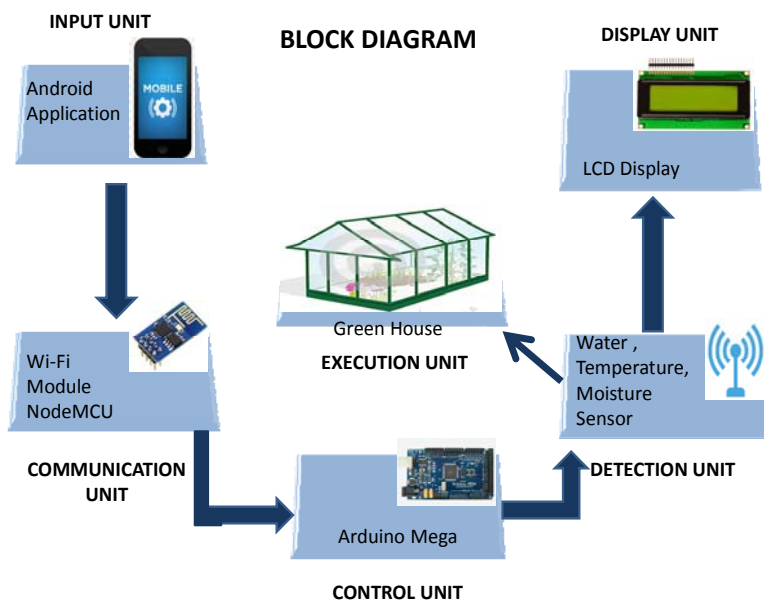 INPUT UNIT
BLOCK DIAGRAM
DISPLAY UNIT
Android
Application
MOBILE
LCD Display
Green House
EXECUTION UNIT
Wi-Fi
Module
NodeMCU
Water ,
Temperature,
Moisture
Sensor
COMMUNICATION
UNIT
DETECTION UNIT
Arduino Mega
CONTROL UNIT